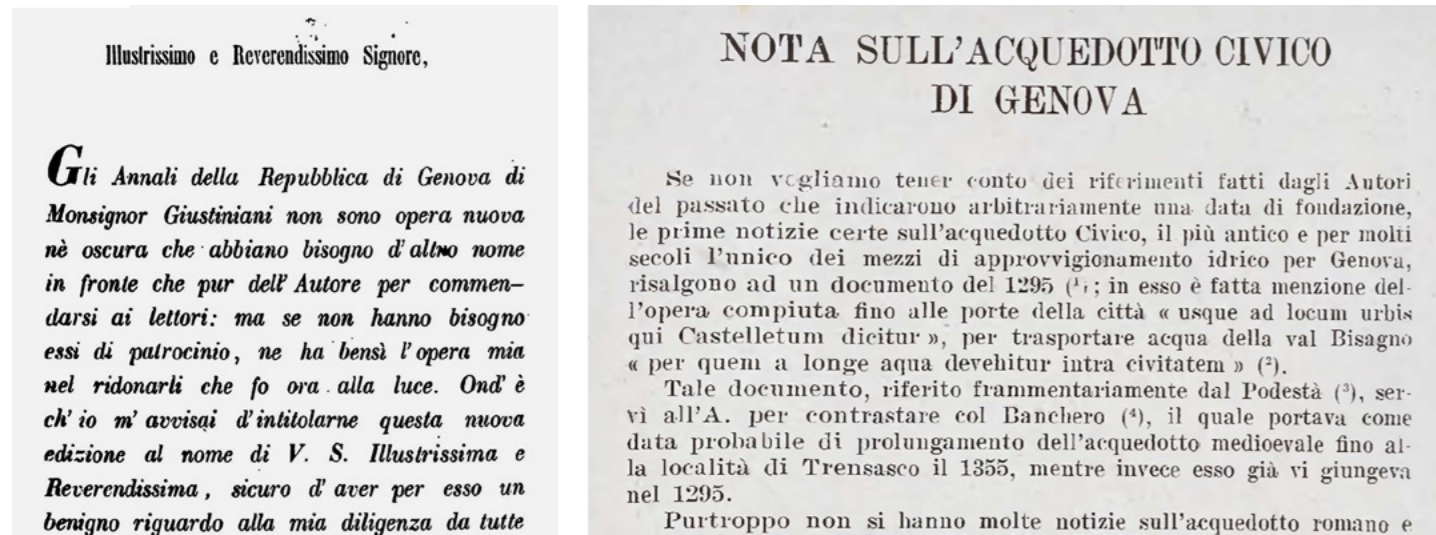 Illustrissimo e Reverendissimo Signore,
Gli Annali della Repubblica di Genova di
Monsignor Giustiniani non sono opera nuova
nè oscura che abbiano bisogno d'altro nome
in fronte che pur dell'Autore per commen-
darsi ai lettori: ma se non hanno bisogno
essi di patrocinio, ne ha bensì l'opera mia
nel ridonarli che fo ora alla luce. Ond'è
ch'io m'avvisai d'intitolarne questa nuova
edizione al nome di V. S. Illustrissima e
Reverendissima, sicuro d'aver per esso un
benigno riguardo alla mia diligenza da tutte
NOTA SULL'ACQUEDOTTO CIVICO
DI GENOVA
Se non vogliamo tener conto dei riferimenti fatti dagli Autori
del passato che indicarono arbitrariamente una data di fondazione,
le prime notizie certe sull'acquedotto Civico, il più antico e per molti
secoli l'unico dei mezzi di approvvigionamento idrico per Genova,
risalgono ad un documento del 1295 (¹); in esso è fatta menzione del-
l'opera compiuta fino alle porte della città « usque ad locum urbis
qui Castelletum dicitur », per trasportare acqua della val Bisagno
« per quem a longe aqua devehitur intra civitatem » (²).
Tale documento, riferito frammentariamente dal Podestà (³), ser-
vì all'A. per contrastare col Banchero (⁴), il quale portava come
data probabile di prolungamento dell'acquedotto medioevale fino al-
la località di Trensasco il 1355, mentre invece esso già vi giungeva
nel 1295.
Purtroppo non si hanno molte notizie sull'acquedotto romano e